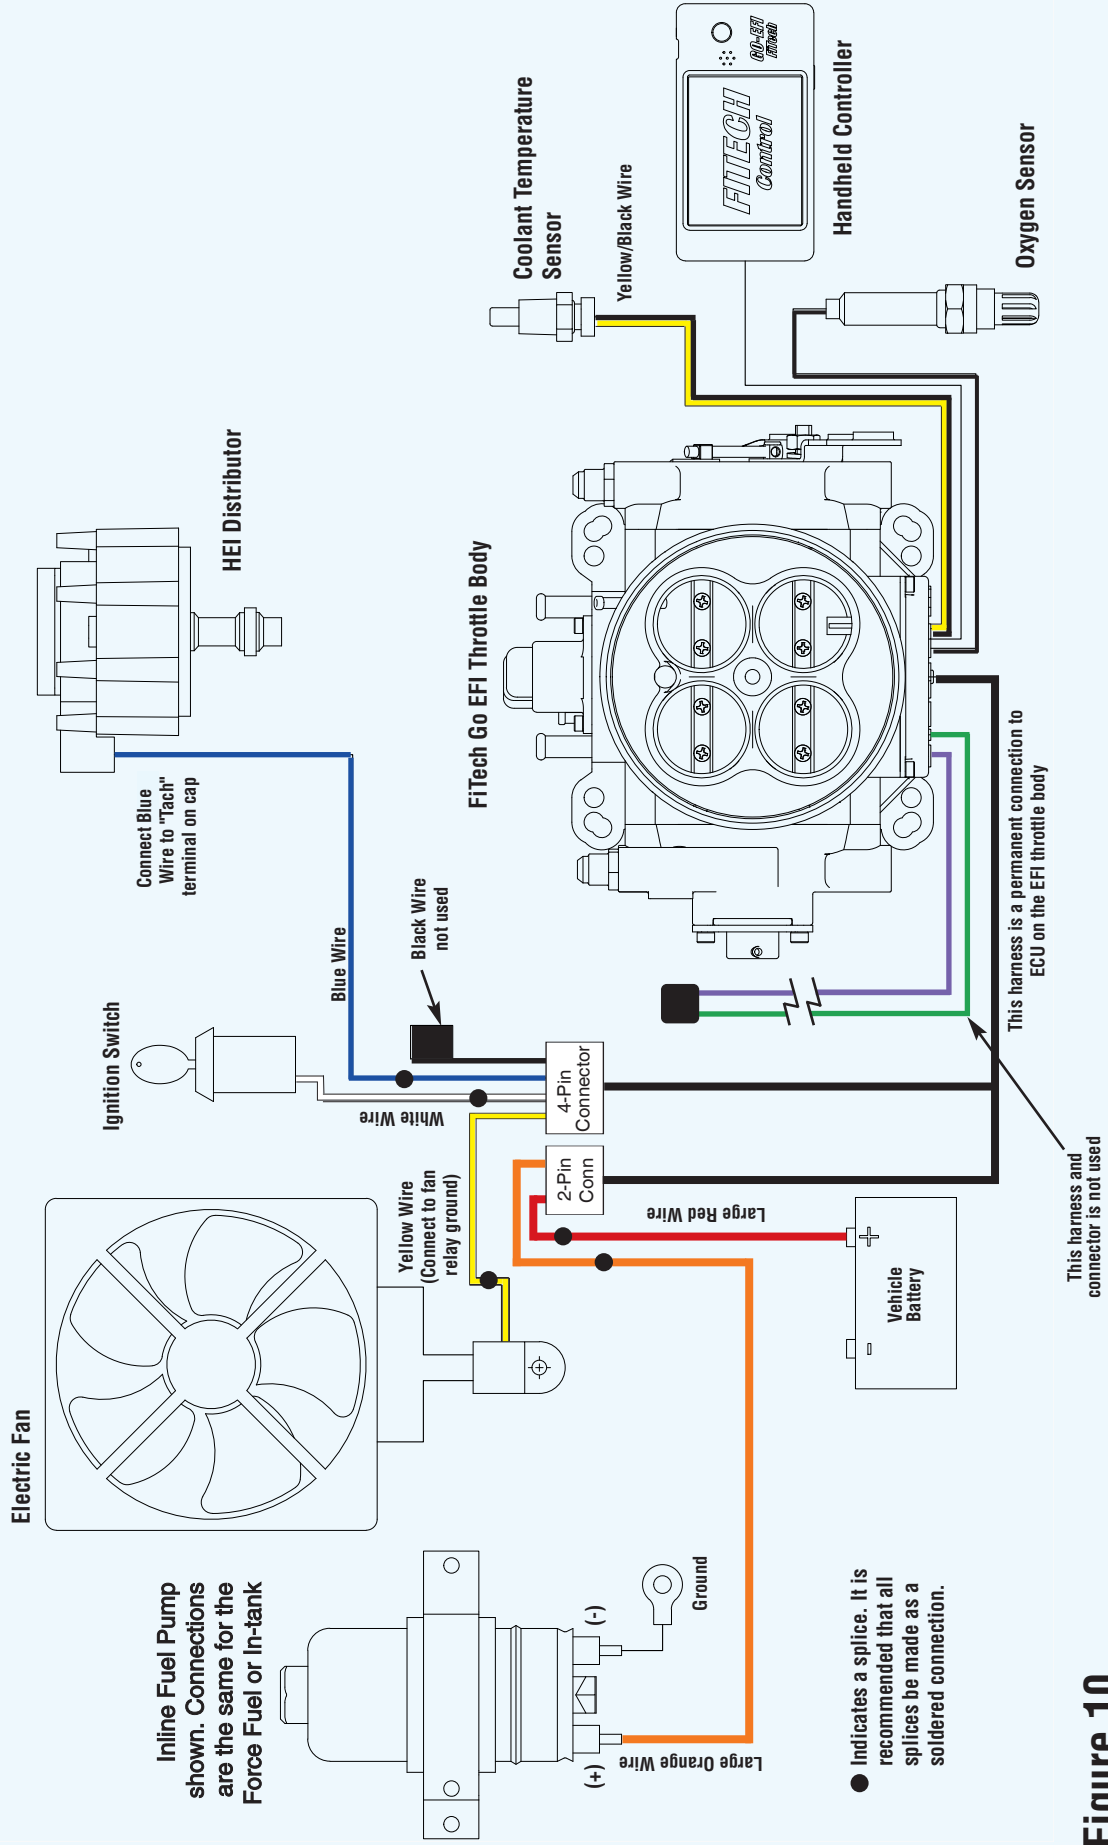 Electric Fan
Ignition Switch
HEI Distributor
Coolant Temperature
Sensor
Inline Fuel Pump
shown. Connections
are the same for the
Force Fuel or In-tank
Connect Blue
Wire to "Tach"
terminal on cap
Blue Wire
White Wire
Black Wire
not used
Yellow Wire
(Connect to fan
relay ground)
FiTech Go EFI Throttle Body
Yellow/Black Wire
FITECH
Control
GO-EFI
FiTech
Handheld Controller
Oxygen Sensor
4-Pin
Connector
2-Pin
Conn
Large Red Wire
Large Orange Wire
(+)
(-)
Ground
+
-
Vehicle
Battery
This harness is a permanent connection to
ECU on the EFI throttle body
This harness and
connector is not used
● Indicates a splice. It is
recommended that all
splices be made as a
soldered connection.
Figure 10